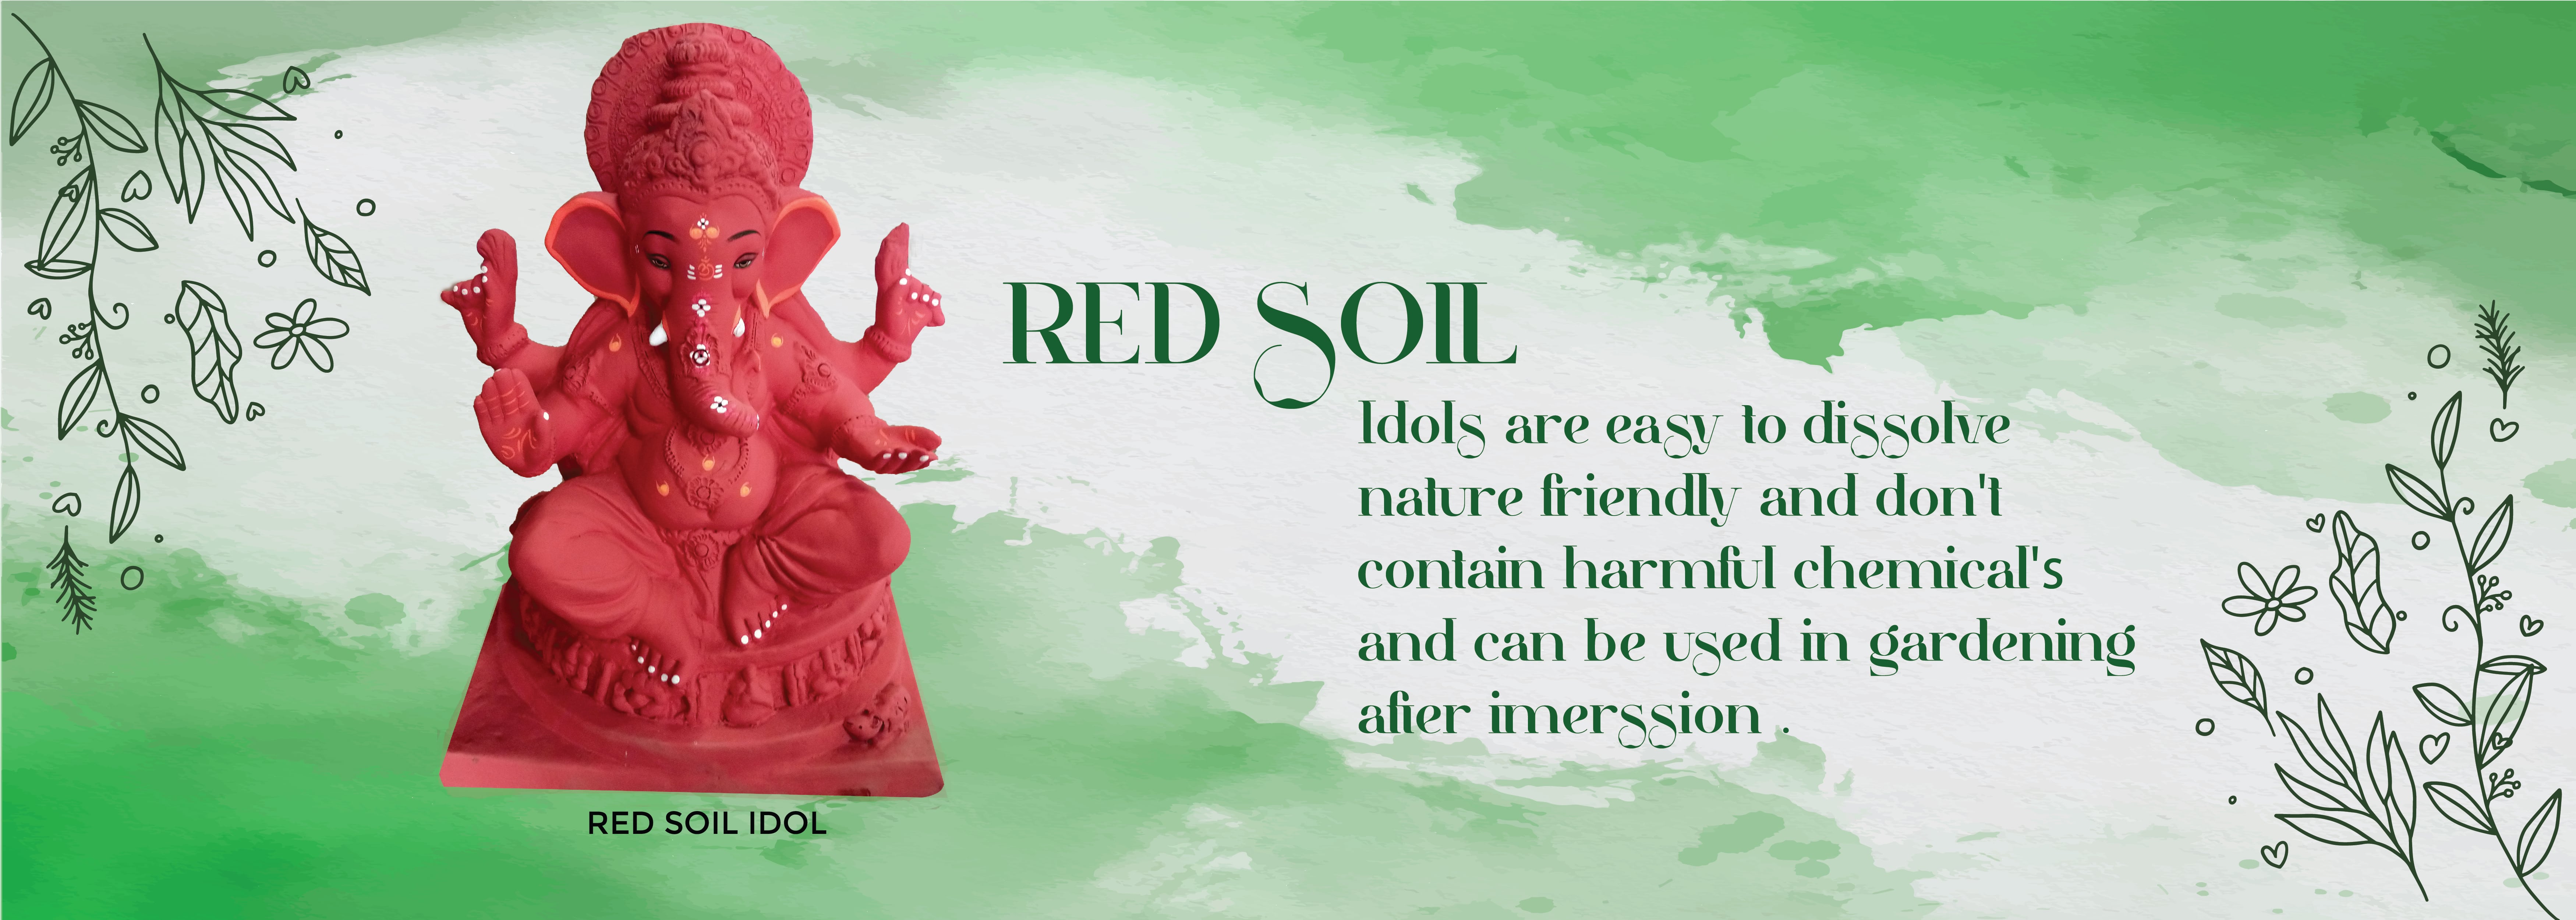 RED SOIL
Idols are easy to dissolve
nature friendly and don't
contain harmful chemical's
and can be used in gardening
after imerssion .
RED SOIL IDOL